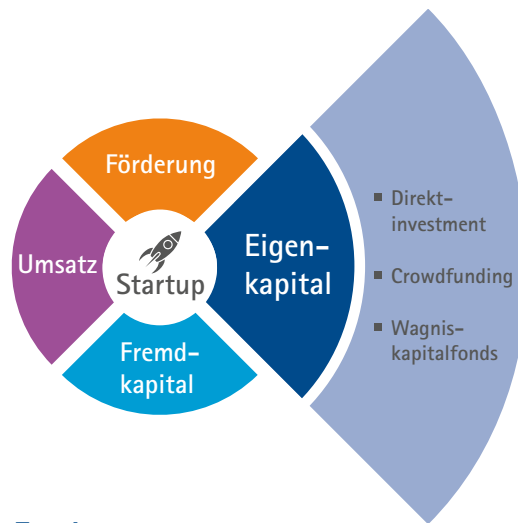 Förderung
Umsatz
Startup
Eigen-
kapital
Fremd-
kapital
▪ Direkt-
investment
▪ Crowdfunding
▪ Wagnis-
kapitalfonds